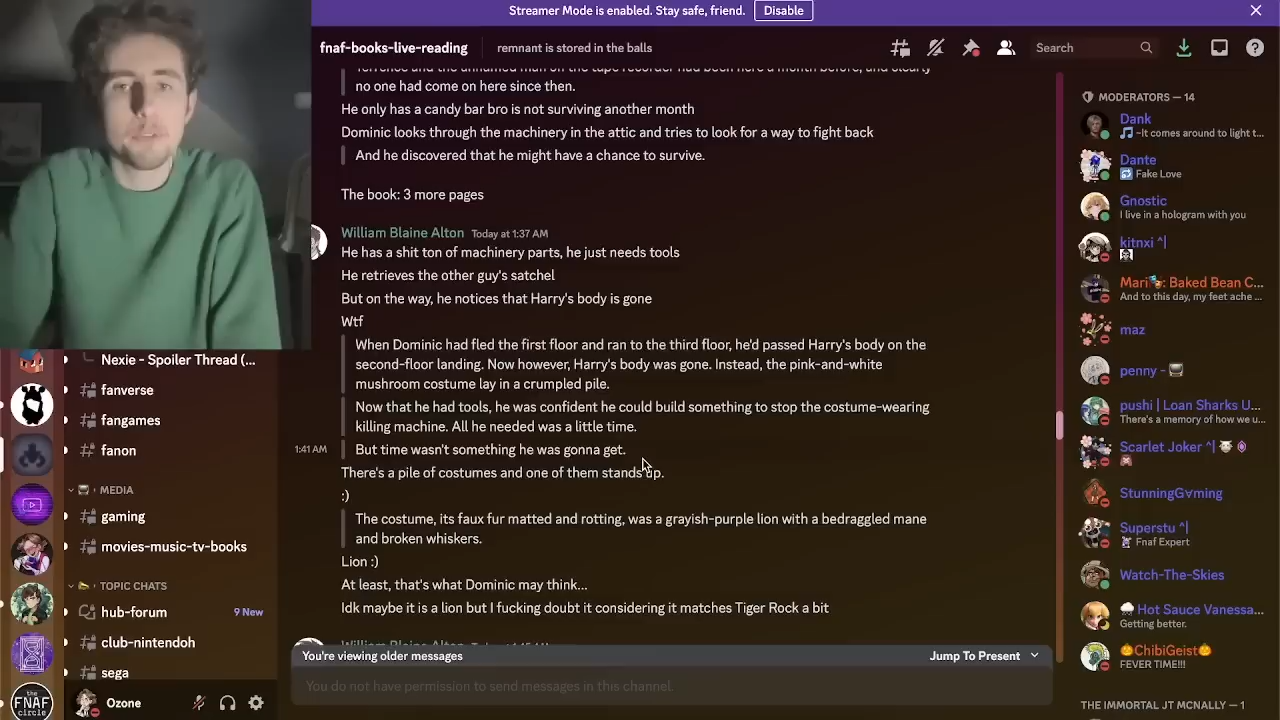 Streamer Mode is enabled. Stay safe, friend.
Disable
fnaf-books-live-reading
remnant is stored in the balls
Search
Terrence and the unnamed man on the tape recorder had been here a month before, and clearly
no one had come on here since then.
He only has a candy bar bro is not surviving another month
Dominic looks through the machinery in the attic and tries to look for a way to fight back
And he discovered that he might have a chance to survive.
The book: 3 more pages
William Blaine Alton Today at 1:37 AM
He has a shit ton of machinery parts, he just needs tools
He retrieves the other guy's satchel
But on the way, he notices that Harry's body is gone
Wtf
When Dominic had fled the first floor and ran to the third floor, he'd passed Harry's body on the
second-floor landing. Now however, Harry's body was gone. Instead, the pink-and-white
mushroom costume lay in a crumpled pile.
Now that he had tools, he was confident he could build something to stop the costume-wearing
killing machine. All he needed was a little time.
1:41 AM
But time wasn't something he was gonna get.
There's a pile of costumes and one of them stands up.
:)
The costume, its faux fur matted and rotting, was a grayish-purple lion with a bedraggled mane
and broken whiskers.
Lion :)
At least, that's what Dominic may think...
Idk maybe it is a lion but I fucking doubt it considering it matches Tiger Rock a bit
William Blaine Alton
You're viewing older messages
Jump To Present
You do not have permission to send messages in this channel.
Nexie - Spoiler Thread (...
fanverse
fangames
fanon
MEDIA
gaming
movies-music-tv-books
TOPIC CHATS
hub-forum
9 New
club-nintendoh
sega
THE
FNAF
CIRCLE
Ozone
MODERATORS — 14
Dank
~It comes around to light t...
Dante
Fake Love
Gnostic
I live in a hologram with you
kitnxi ^|
Mari: Baked Bean C...
And to this day, my feet ache ...
maz
penny -
pushi | Loan Sharks U...
There's a memory of how we u...
Scarlet Joker ^|
StunningG∀ming
Superstu ^|
Fnaf Expert
Watch-The-Skies
Hot Sauce Vanessa...
Getting better.
ChibiGeist
FEVER TIME!!!
THE IMMORTAL JT MCNALLY — 1